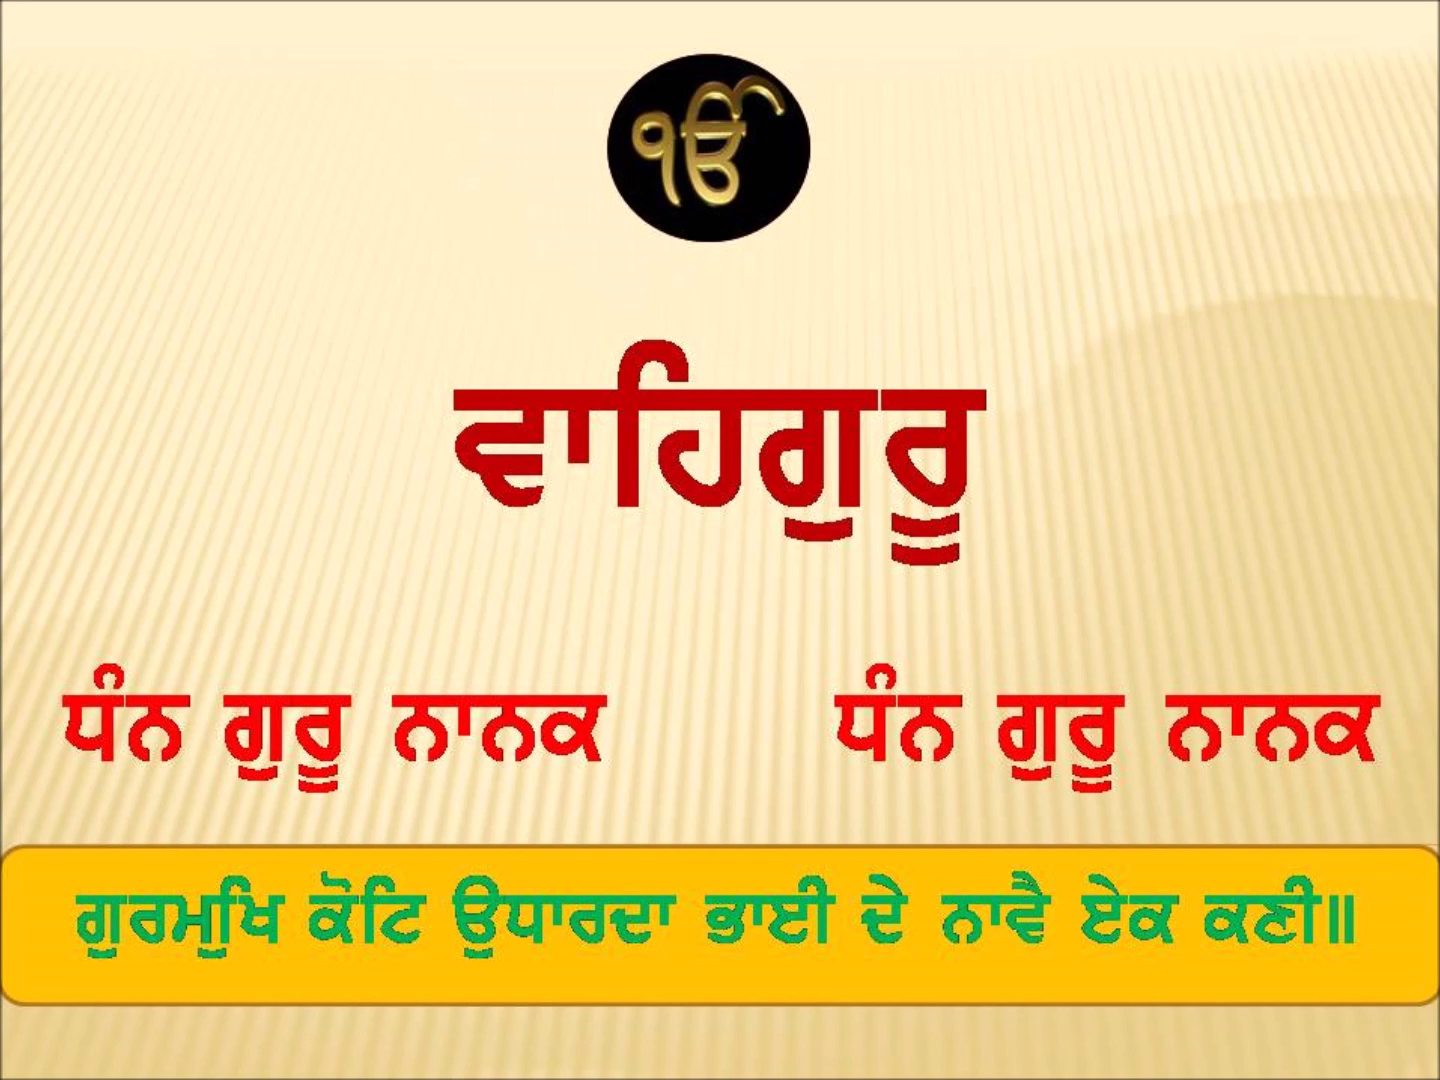 ੴ
ਵਾਹਿਗੁਰੂ
ਧੰਨ ਗੁਰੂ ਨਾਨਕ ਧੰਨ ਗੁਰੂ ਨਾਨਕ
ਗੁਰਮੁਖਿ ਕੋਟਿ ਉਧਾਰਦਾ ਭਾਈ ਦੇ ਨਾਵੈ ਏਕ ਕਣੀ॥